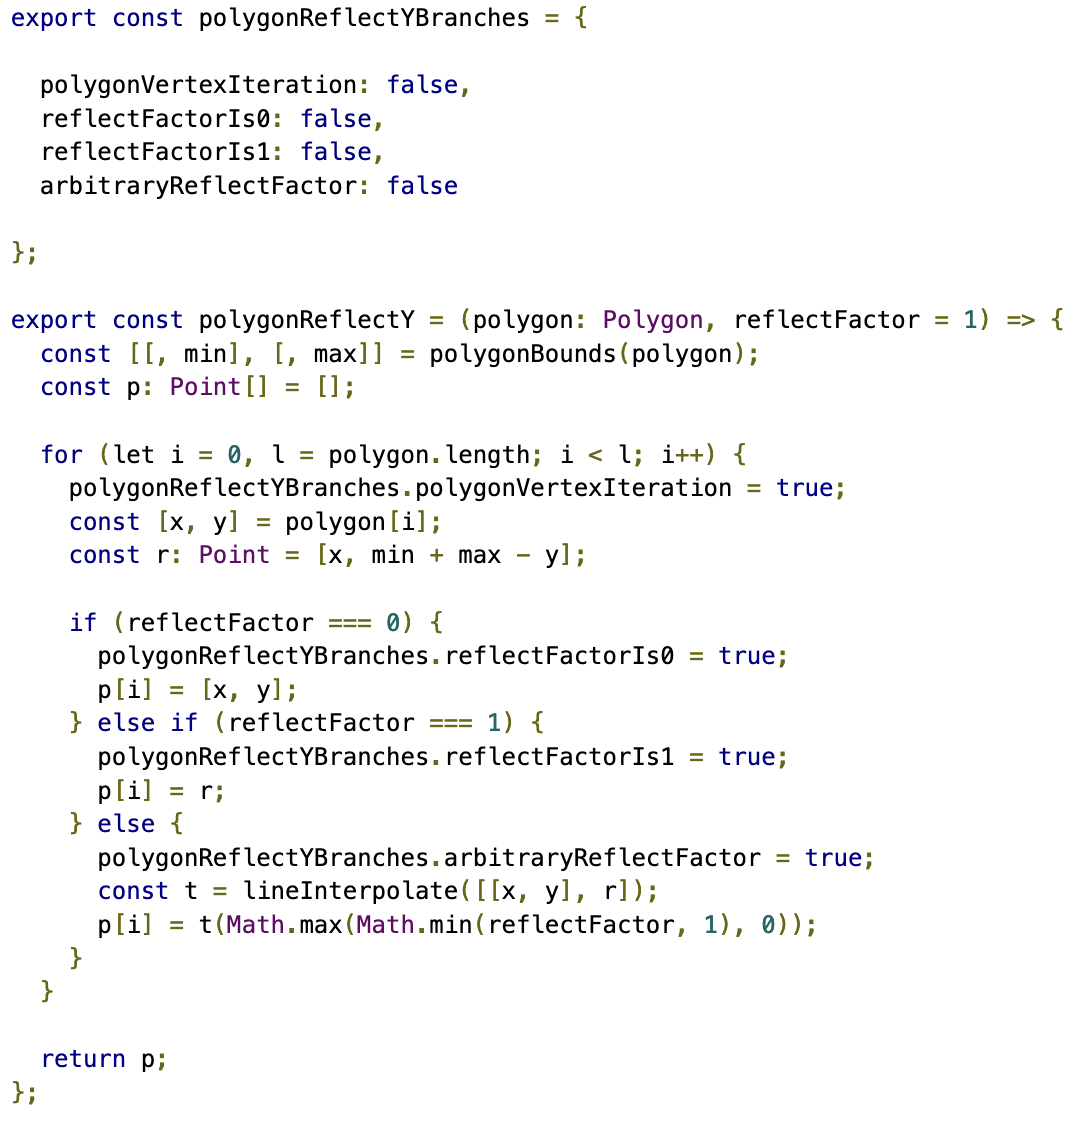 export const polygonReflectYBranches = {

  polygonVertexIteration: false,
  reflectFactorIs0: false,
  reflectFactorIs1: false,
  arbitraryReflectFactor: false

};

export const polygonReflectY = (polygon: Polygon, reflectFactor = 1) => {
  const [[, min], [, max]] = polygonBounds(polygon);
  const p: Point[] = [];

  for (let i = 0, l = polygon.length; i < l; i++) {
    polygonReflectYBranches.polygonVertexIteration = true;
    const [x, y] = polygon[i];
    const r: Point = [x, min + max - y];

    if (reflectFactor === 0) {
      polygonReflectYBranches.reflectFactorIs0 = true;
      p[i] = [x, y];
    } else if (reflectFactor === 1) {
      polygonReflectYBranches.reflectFactorIs1 = true;
      p[i] = r;
    } else {
      polygonReflectYBranches.arbitraryReflectFactor = true;
      const t = lineInterpolate([[x, y], r]);
      p[i] = t(Math.max(Math.min(reflectFactor, 1), 0));
    }
  }

  return p;
};